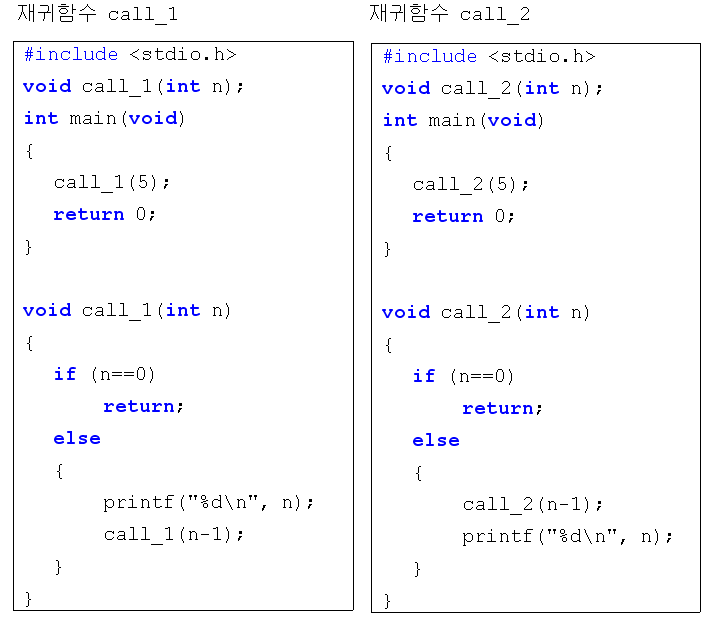 재귀함수 call_1
#include <stdio.h>
void call_1(int n);
int main(void)
{
call_1(5);
return 0;
}
void call_1(int n)
{
if (n==0)
return;
else
{
printf("%d\n", n);
call_1(n-1);
}
}
재귀함수 call_2
#include <stdio.h>
void call_2(int n);
int main(void)
{
call_2(5);
return 0;
}
void call_2(int n)
{
if (n==0)
return;
else
{
call_2(n-1);
printf("%d\n", n);
}
}